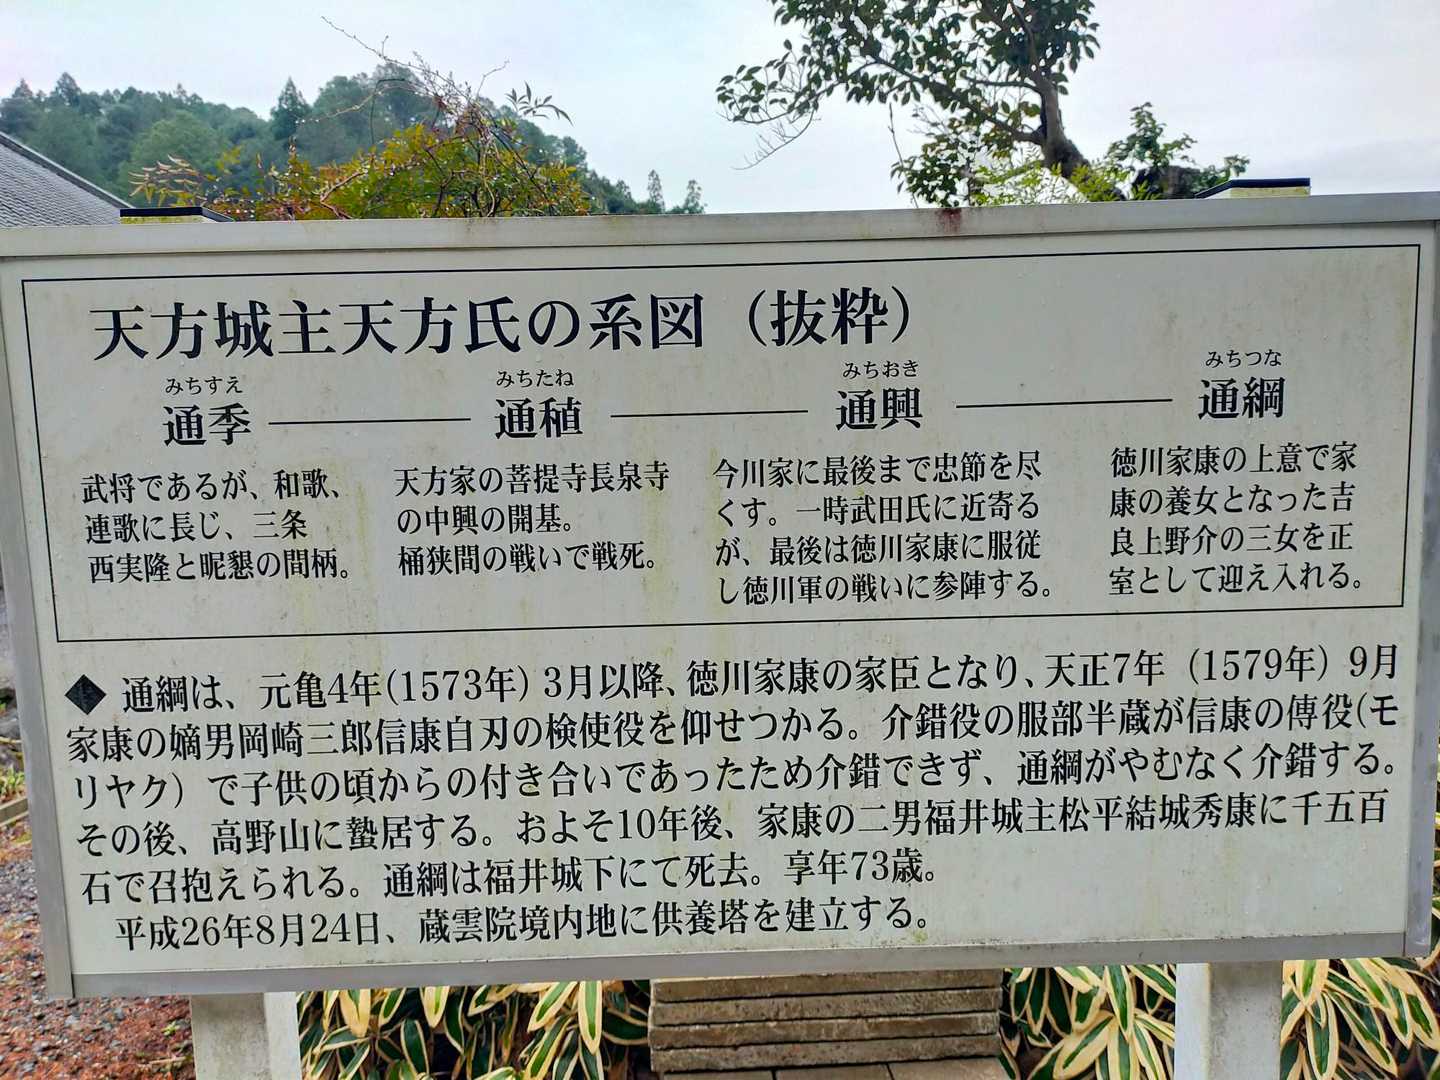 天方城主天方氏の系図（抜粋）
みちすえ
通季
武将であるが、和歌、
連歌に長じ、三条
西実隆と昵懇の間柄。
みちたね
通稙
天方家の菩提寺長泉寺
の中興の開基。
桶狭間の戦いで戦死。
みちおき
通興
今川家に最後まで忠節を尽
くす。一時武田氏に近寄る
が、最後は徳川家康に服従
し徳川軍の戦いに参陣する。
みちつな
通綱
徳川家康の上意で家
康の養女となった吉
良上野介の三女を正
室として迎え入れる。
◆ 通綱は、元亀4年(1573年) 3月以降、徳川家康の家臣となり、天正7年（1579年）9月
家康の嫡男岡崎三郎信康自刃の検使役を仰せつかる。介錯役の服部半蔵が信康の傅役(モ
リヤク）で子供の頃からの付き合いであったため介錯できず、通綱がやむなく介錯する。
その後、高野山に蟄居する。およそ10年後、家康の二男福井城主松平結城秀康に千五百
石で召抱えられる。通綱は福井城下にて死去。享年73歳。
平成26年8月24日、蔵雲院境内地に供養塔を建立する。